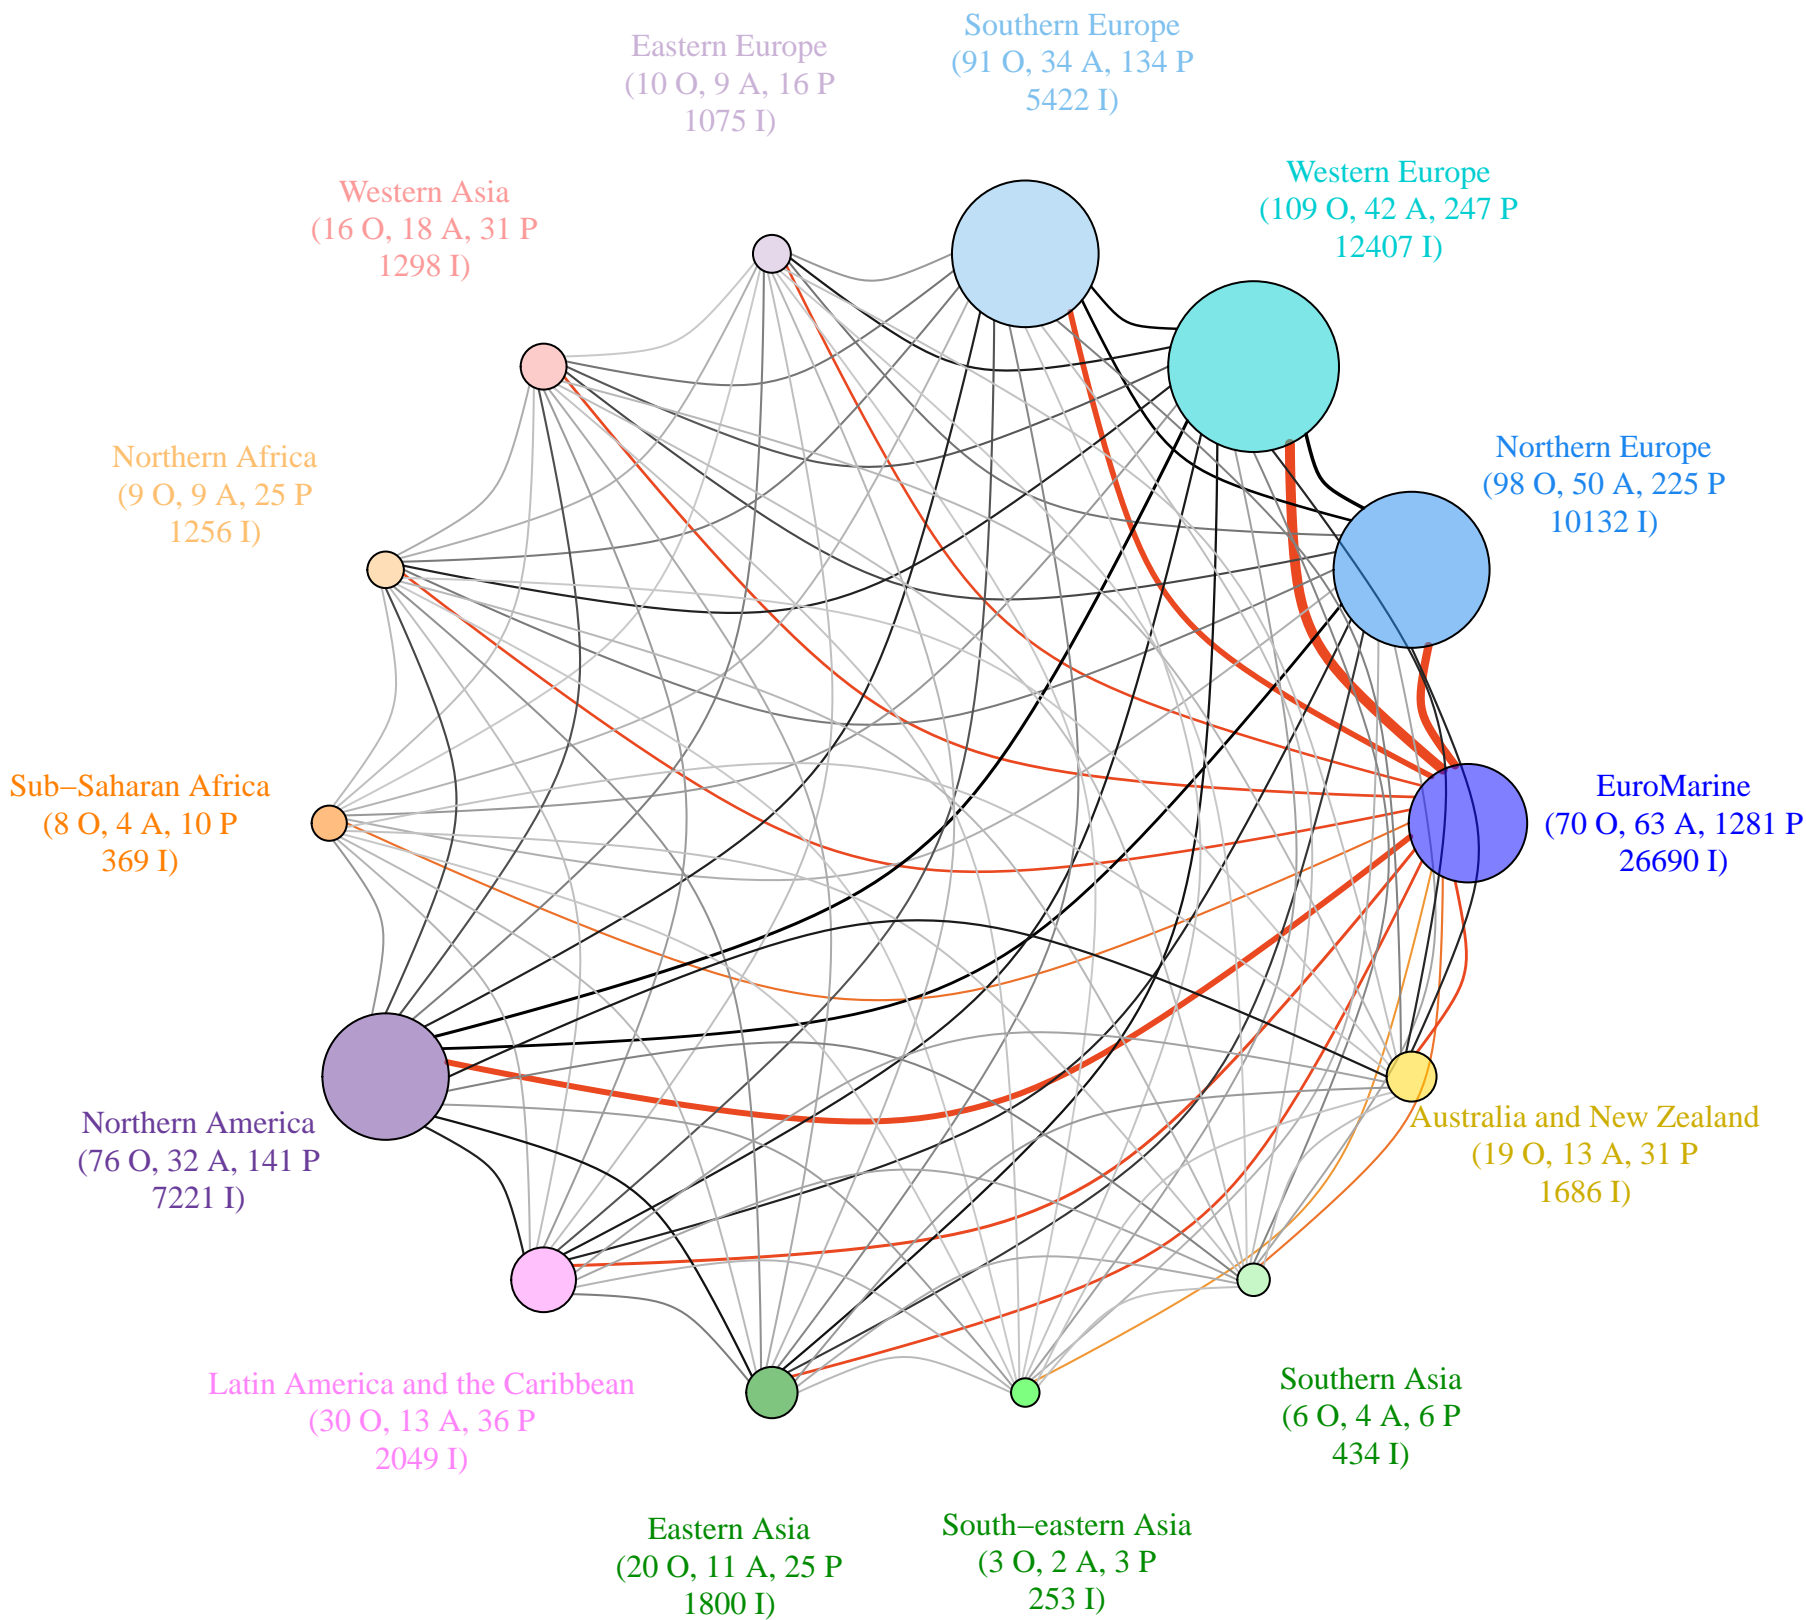 Southern Europe
(91 O, 34 A, 134 P
5422 I)
Eastern Europe
(10 O, 9 A, 16 P
1075 I)
Western Europe
(109 O, 42 A, 247 P
12407 I)
Western Asia
(16 O, 18 A, 31 P
1298 I)
Northern Europe
(98 O, 50 A, 225 P
10132 I)
Northern Africa
(9 O, 9 A, 25 P
1256 I)
Sub−Saharan Africa
(8 O, 4 A, 10 P
369 I)
EuroMarine
(70 O, 63 A, 1281 P
26690 I)
Northern America
(76 O, 32 A, 141 P
7221 I)
Australia and New Zealand
(19 O, 13 A, 31 P
1686 I)
Latin America and the Caribbean
(30 O, 13 A, 36 P
2049 I)
Southern Asia
(6 O, 4 A, 6 P
434 I)
Eastern Asia
(20 O, 11 A, 25 P
1800 I)
South−eastern Asia
(3 O, 2 A, 3 P
253 I)